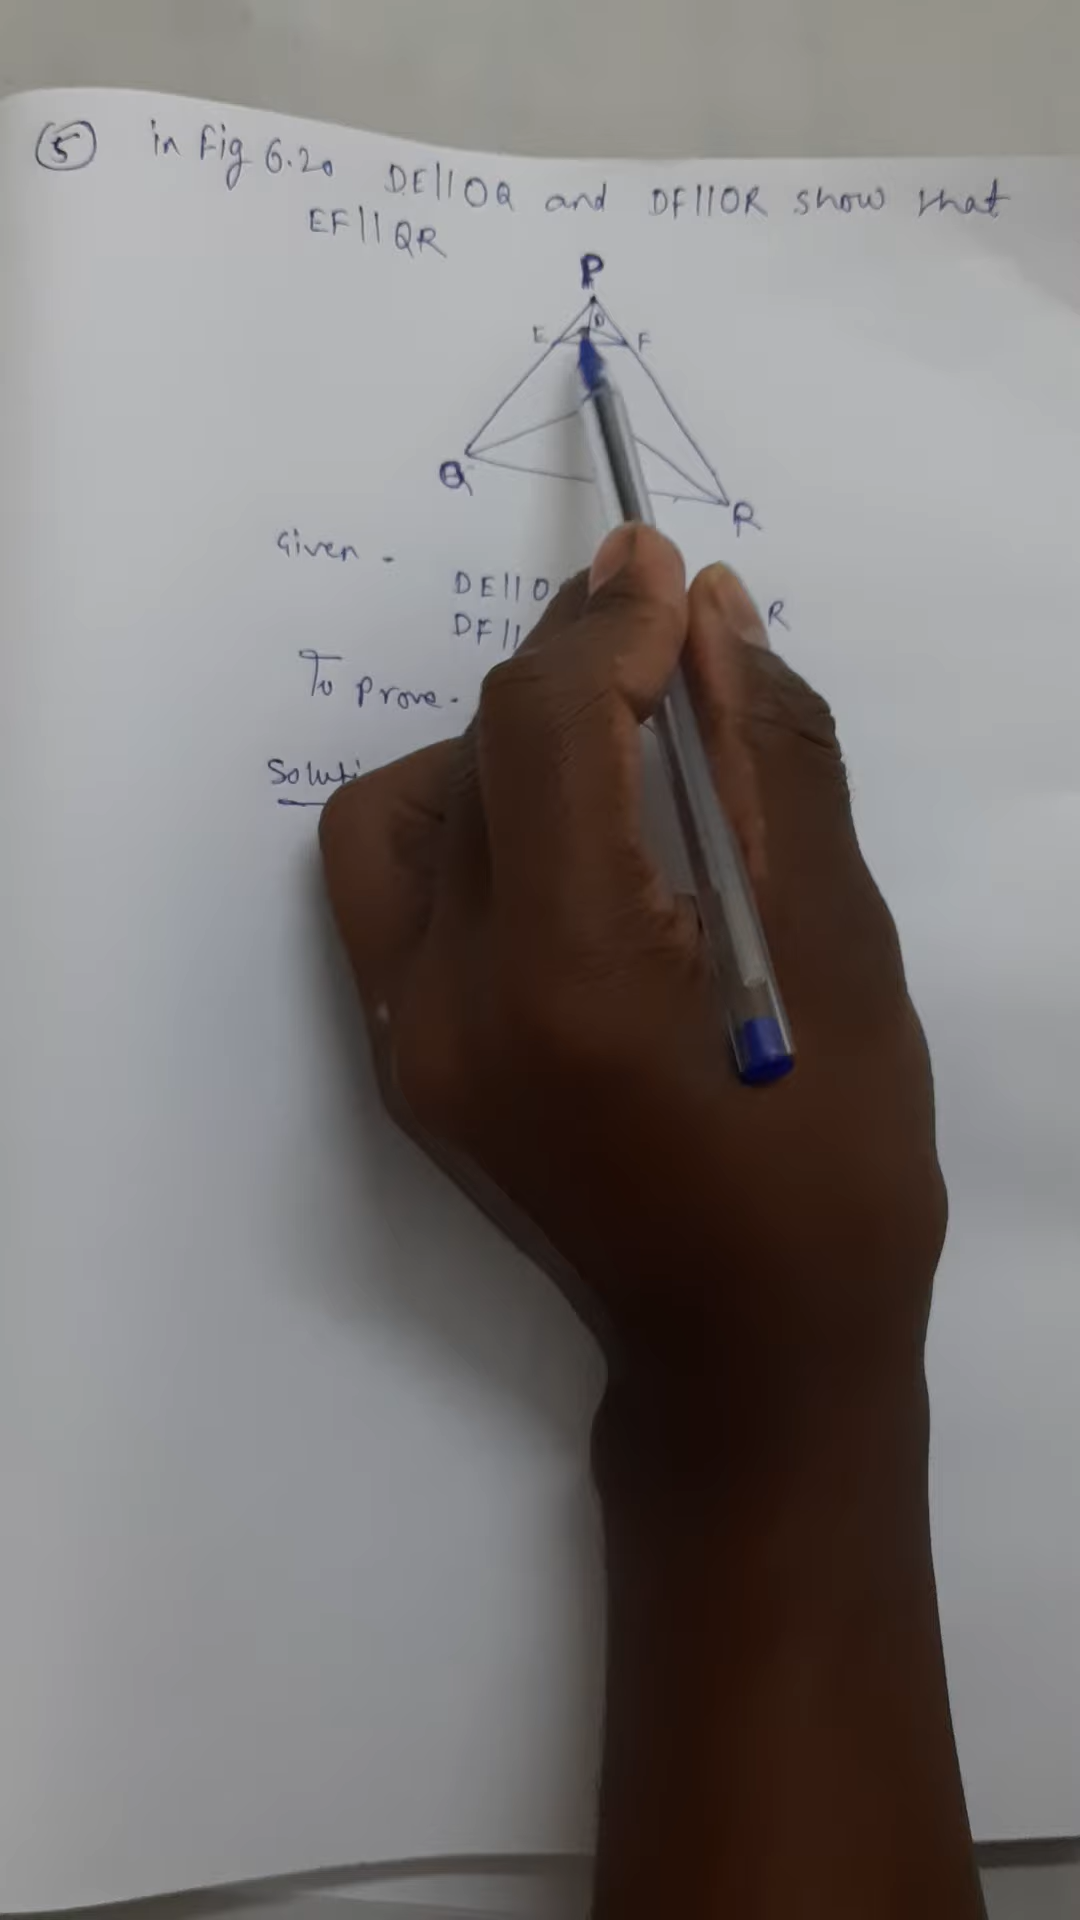 5 in Fig 6.20 DE||OQ and DF||OR show that
EF||QR
P
E D F
Q
R
Given -
DE||O
DF|| R
To prove -
Soluti